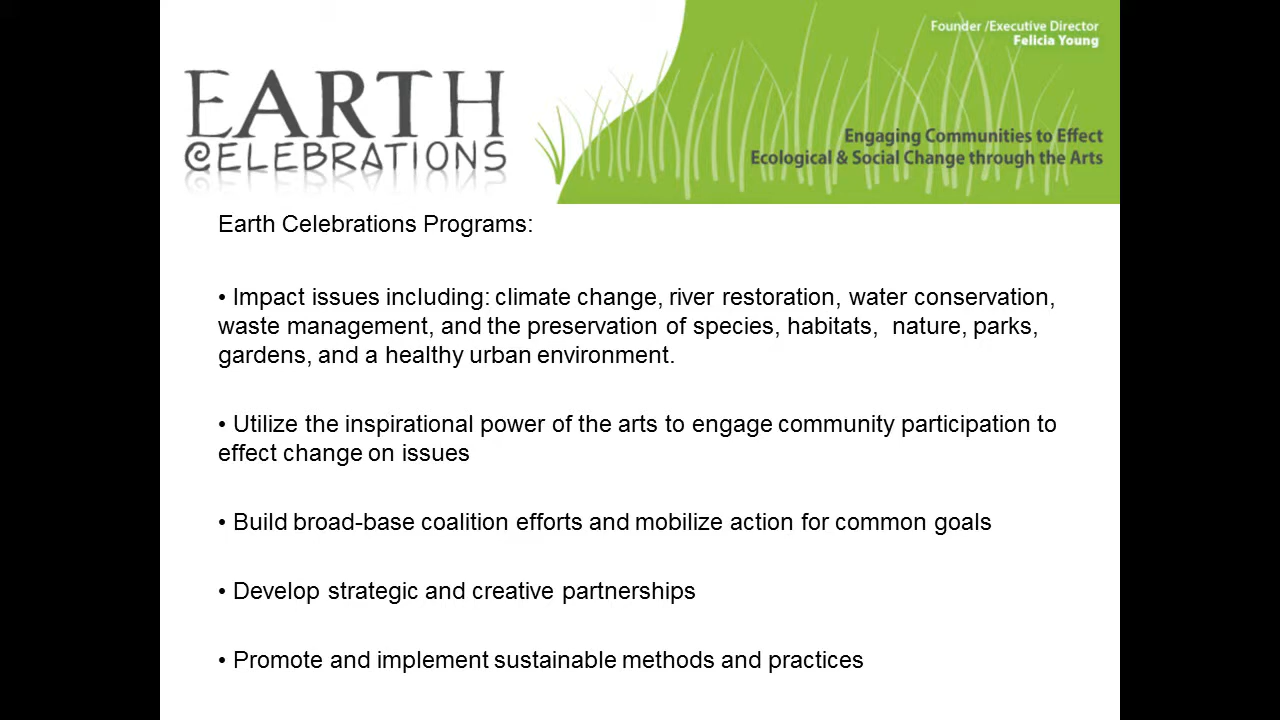 Founder /Executive Director
Felicia Young
EARTH
CELEBRATIONS
Engaging Communities to Effect
Ecological & Social Change through the Arts
Earth Celebrations Programs:
• Impact issues including: climate change, river restoration, water conservation,
waste management, and the preservation of species, habitats,  nature, parks,
gardens, and a healthy urban environment.
• Utilize the inspirational power of the arts to engage community participation to
effect change on issues
• Build broad-base coalition efforts and mobilize action for common goals
• Develop strategic and creative partnerships
• Promote and implement sustainable methods and practices